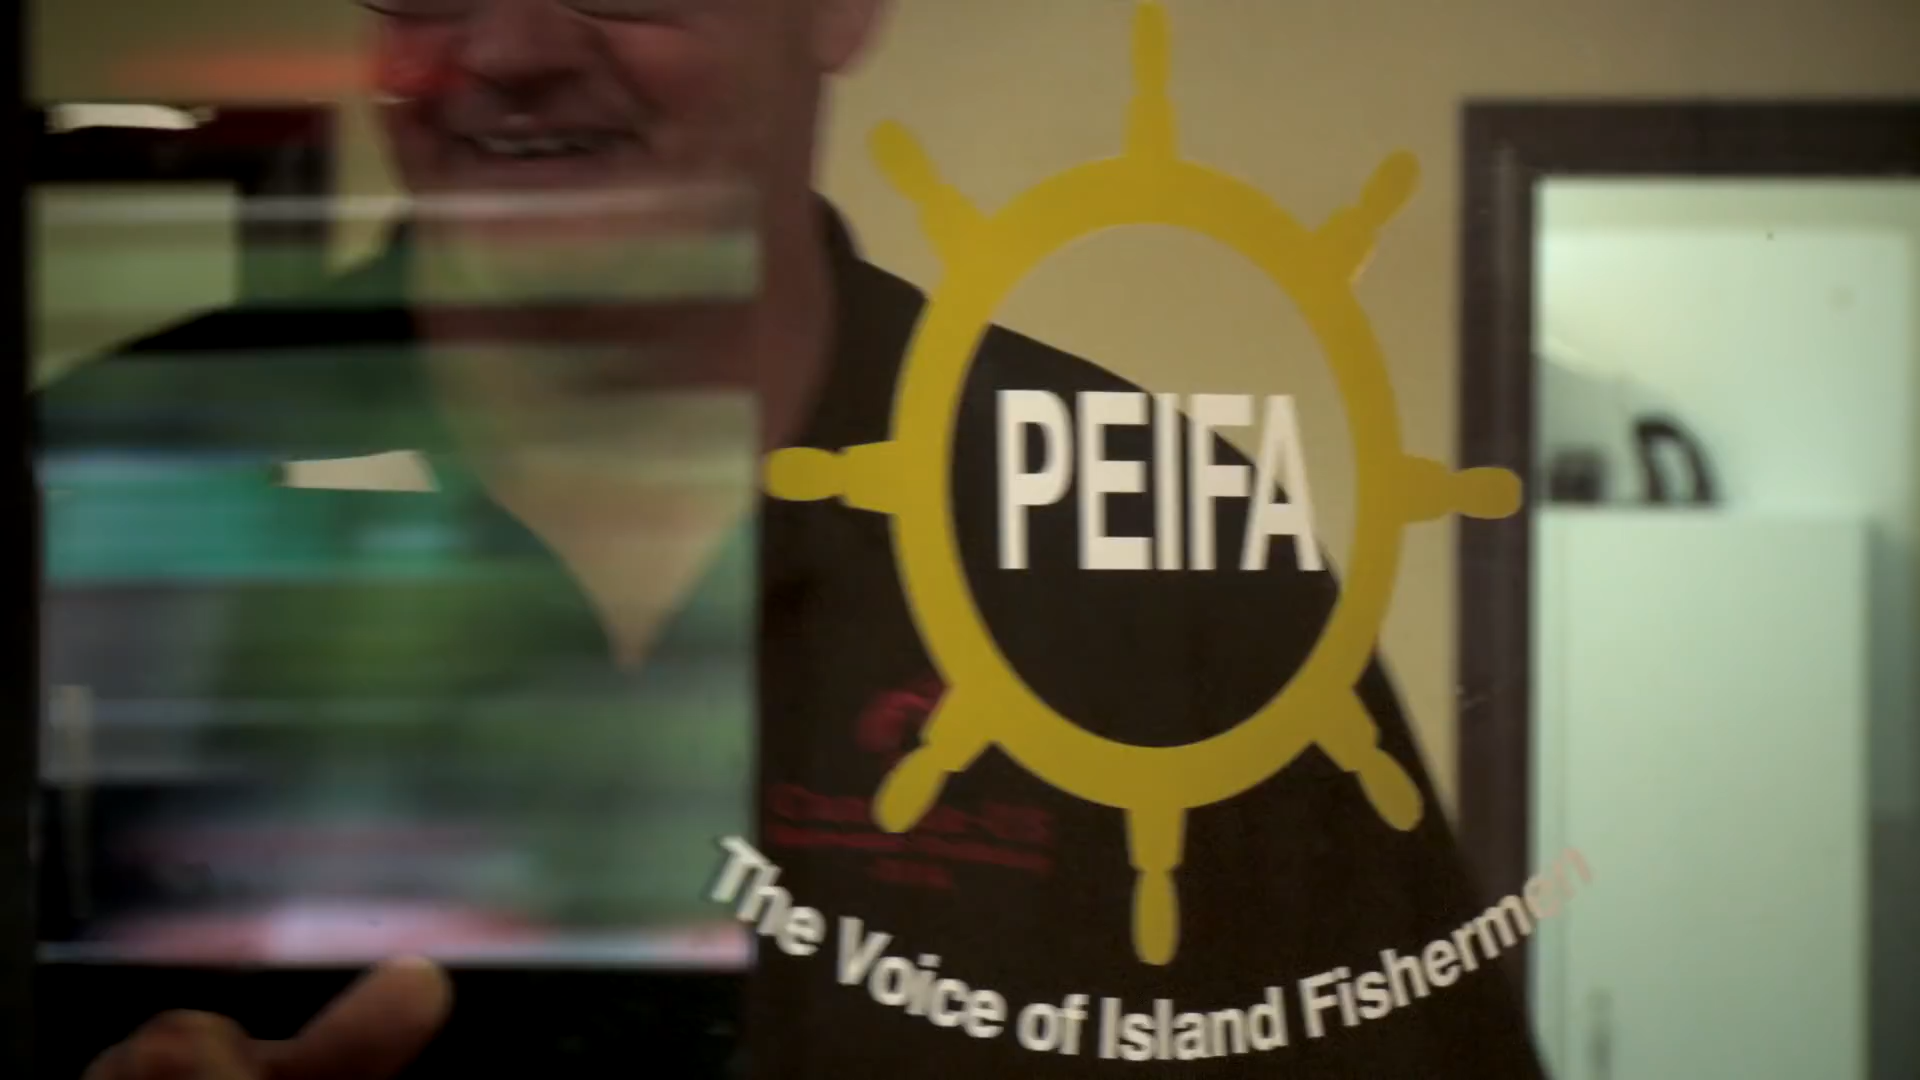 PEIFA
The Voice of Island Fishermen